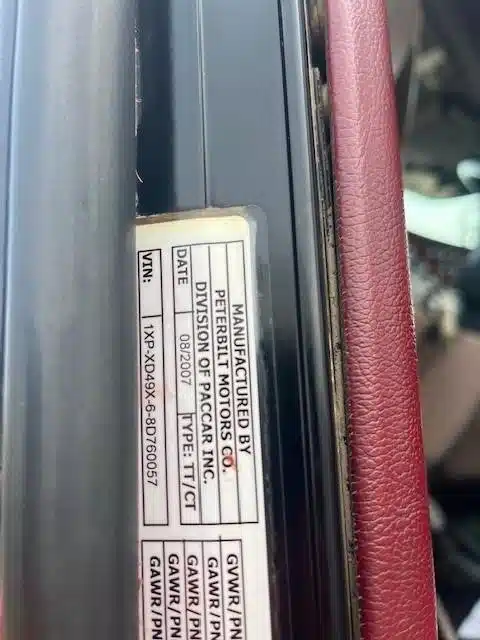 MANUFACTURED BY
PETERBILT MOTORS CO.
DIVISION OF PACCAR INC.
DATE 08/2007 TYPE: TT/CT
VIN: 1XP-XD49X-6-8D760057
GVWR/PN
GAWR/PN
GAWR/PN
GAWR/PN
GAWR/PN